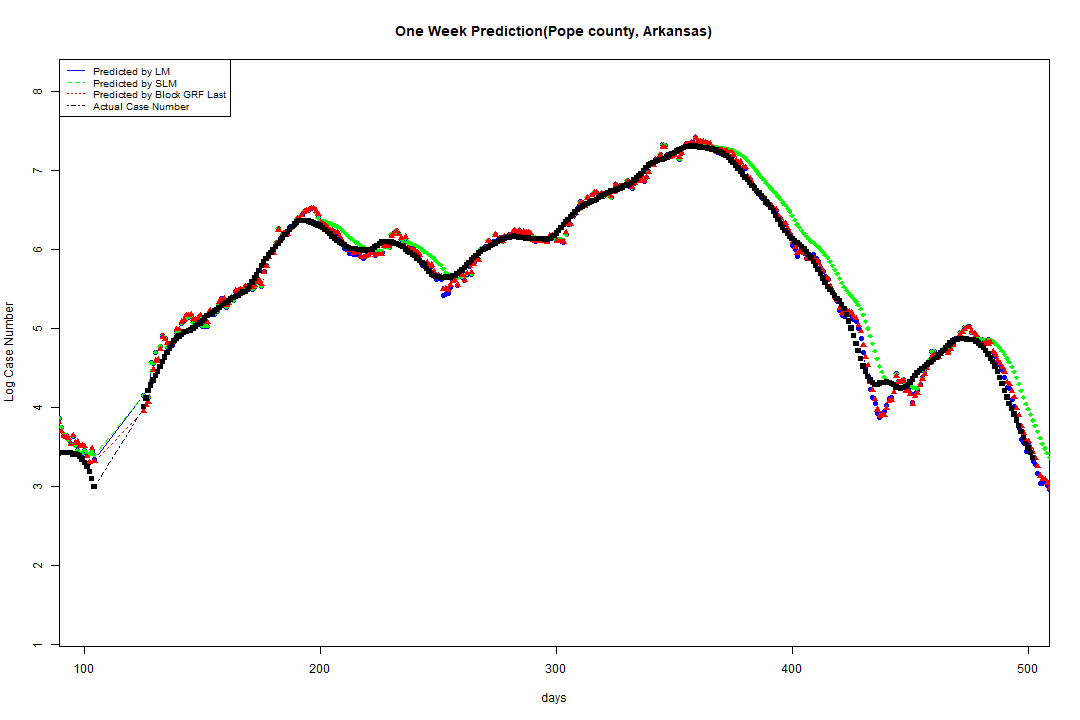 One Week Prediction(Pope county, Arkansas)
Predicted by LM
Predicted by SLM
Predicted by Block GRF Last
Actual Case Number
8
7
6
5
4
3
2
1
Log Case Number
100 200 300 400 500
days